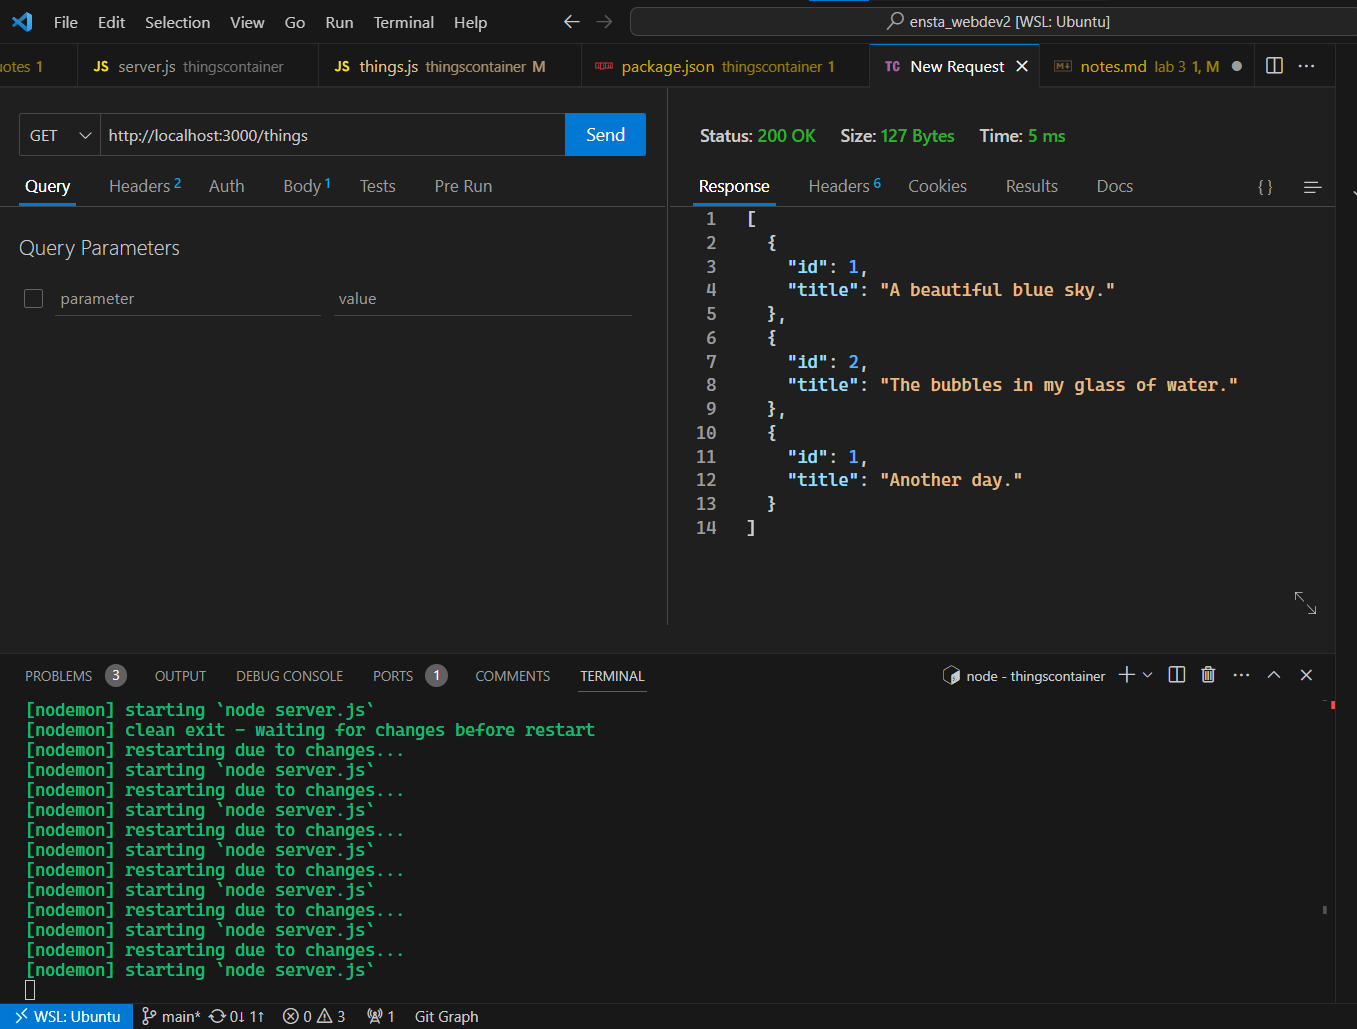 File Edit Selection View Go Run Terminal Help ensta_webdev2 [WSL: Ubuntu]
uotes 1 JS server.js thingscontainer JS things.js thingscontainer M npm package.json thingscontainer 1 TC New Request notes.md lab 3 1, M
GET http://localhost:3000/things Send
Status: 200 OK Size: 127 Bytes Time: 5 ms
Query Headers 2 Auth Body 1 Tests Pre Run
Response Headers 6 Cookies Results Docs {}
Query Parameters
parameter value
1 [
2 {
3 "id": 1,
4 "title": "A beautiful blue sky."
5 },
6 {
7 "id": 2,
8 "title": "The bubbles in my glass of water."
9 },
10 {
11 "id": 1,
12 "title": "Another day."
13 }
14 ]
PROBLEMS 3 OUTPUT DEBUG CONSOLE PORTS 1 COMMENTS TERMINAL node - thingscontainer
[nodemon] starting `node server.js`
[nodemon] clean exit - waiting for changes before restart
[nodemon] restarting due to changes...
[nodemon] starting `node server.js`
[nodemon] restarting due to changes...
[nodemon] starting `node server.js`
[nodemon] restarting due to changes...
[nodemon] starting `node server.js`
[nodemon] restarting due to changes...
[nodemon] starting `node server.js`
[nodemon] restarting due to changes...
[nodemon] starting `node server.js`
[nodemon] restarting due to changes...
[nodemon] starting `node server.js`
WSL: Ubuntu main* 0↓ 1↑ 0 3 1 Git Graph